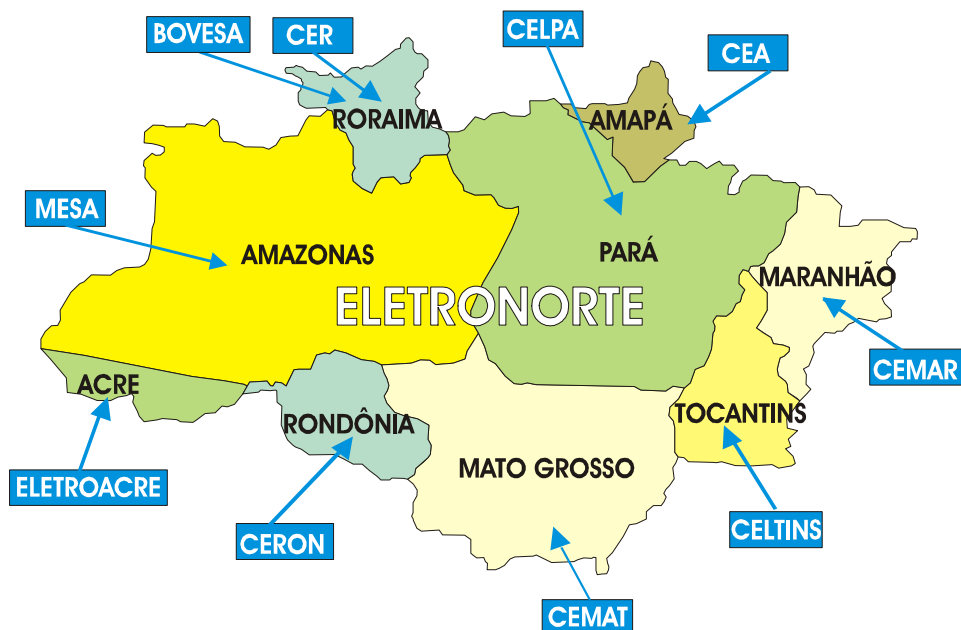 BOVESA
CER
CELPA
CEA
RORAIMA
AMAPÁ
MESA
AMAZONAS
PARÁ
MARANHÃO
ELETRONORTE
CEMAR
ACRE
RONDÔNIA
TOCANTINS
MATO GROSSO
ELETROACRE
CERON
CELTINS
CEMAT